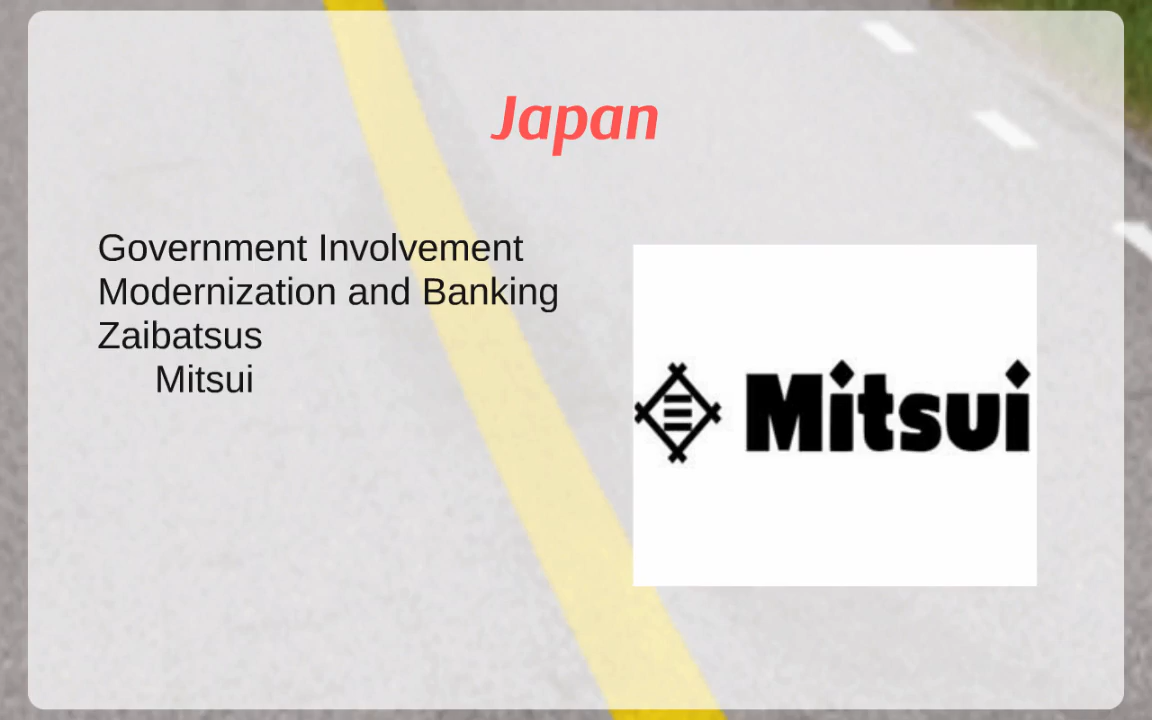 Japan
Government Involvement
Modernization and Banking
Zaibatsus
Mitsui
Mitsui